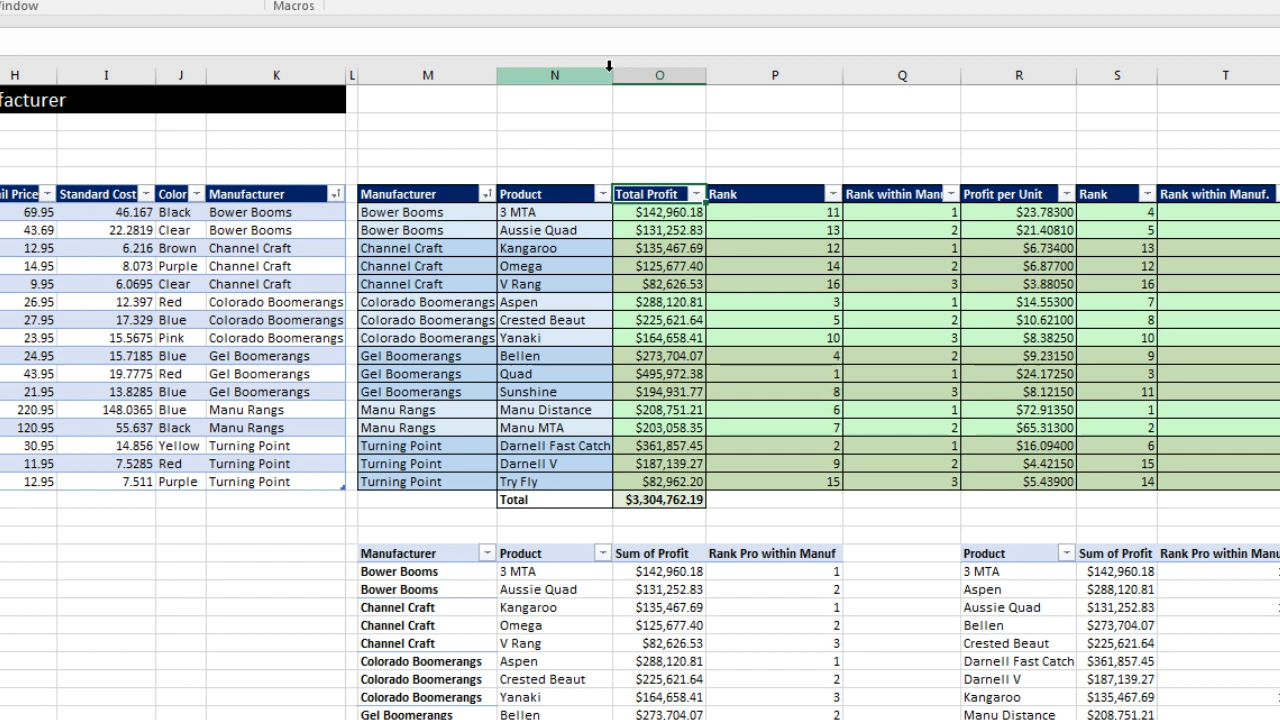 indow Macros
H I J K L M N O P Q R S T
facturer
il Price Standard Cost Color Manufacturer Manufacturer Product Total Profit Rank Rank within Manu Profit per Unit Rank Rank within Manuf.
69.95 46.167 Black Bower Booms Bower Booms 3 MTA $142,960.18 11 1 $23.78300 4
43.69 22.2819 Clear Bower Booms Bower Booms Aussie Quad $131,252.83 13 2 $21.40810 5
12.95 6.216 Brown Channel Craft Channel Craft Kangaroo $135,467.69 12 1 $6.73400 13
14.95 8.073 Purple Channel Craft Channel Craft Omega $125,677.40 14 2 $6.87700 12
9.95 6.0695 Clear Channel Craft Channel Craft V Rang $82,626.53 16 3 $3.88050 16
26.95 12.397 Red Colorado Boomerangs Colorado Boomerangs Aspen $288,120.81 3 1 $14.55300 7
27.95 17.329 Blue Colorado Boomerangs Colorado Boomerangs Crested Beaut $225,621.64 5 2 $10.62100 8
23.95 15.5675 Pink Colorado Boomerangs Colorado Boomerangs Yanaki $164,658.41 10 3 $8.38250 10
24.95 15.7185 Blue Gel Boomerangs Gel Boomerangs Bellen $273,704.07 4 2 $9.23150 9
43.95 19.7775 Red Gel Boomerangs Gel Boomerangs Quad $495,972.38 1 1 $24.17250 3
21.95 13.8285 Blue Gel Boomerangs Gel Boomerangs Sunshine $194,931.77 8 3 $8.12150 11
220.95 148.0365 Blue Manu Rangs Manu Rangs Manu Distance $208,751.21 6 1 $72.91350 1
120.95 55.637 Black Manu Rangs Manu Rangs Manu MTA $203,058.35 7 2 $65.31300 2
30.95 14.856 Yellow Turning Point Turning Point Darnell Fast Catch $361,857.45 2 1 $16.09400 6
11.95 7.5285 Red Turning Point Turning Point Darnell V $187,139.27 9 2 $4.42150 15
12.95 7.511 Purple Turning Point Turning Point Try Fly $82,962.20 15 3 $5.43900 14
Total $3,304,762.19
Manufacturer Product Sum of Profit Rank Pro within Manuf Product Sum of Profit Rank Pro within Manu
Bower Booms 3 MTA $142,960.18 1 3 MTA $142,960.18
Bower Booms Aussie Quad $131,252.83 2 Aspen $288,120.81
Channel Craft Kangaroo $135,467.69 1 Aussie Quad $131,252.83
Channel Craft Omega $125,677.40 2 Bellen $273,704.07
Channel Craft V Rang $82,626.53 3 Crested Beaut $225,621.64
Colorado Boomerangs Aspen $288,120.81 1 Darnell Fast Catch $361,857.45
Colorado Boomerangs Crested Beaut $225,621.64 2 Darnell V $187,139.27
Colorado Boomerangs Yanaki $164,658.41 3 Kangaroo $135,467.69
Gel Boomerangs Bellen $273,704.07 2 Manu Distance $208,751.21